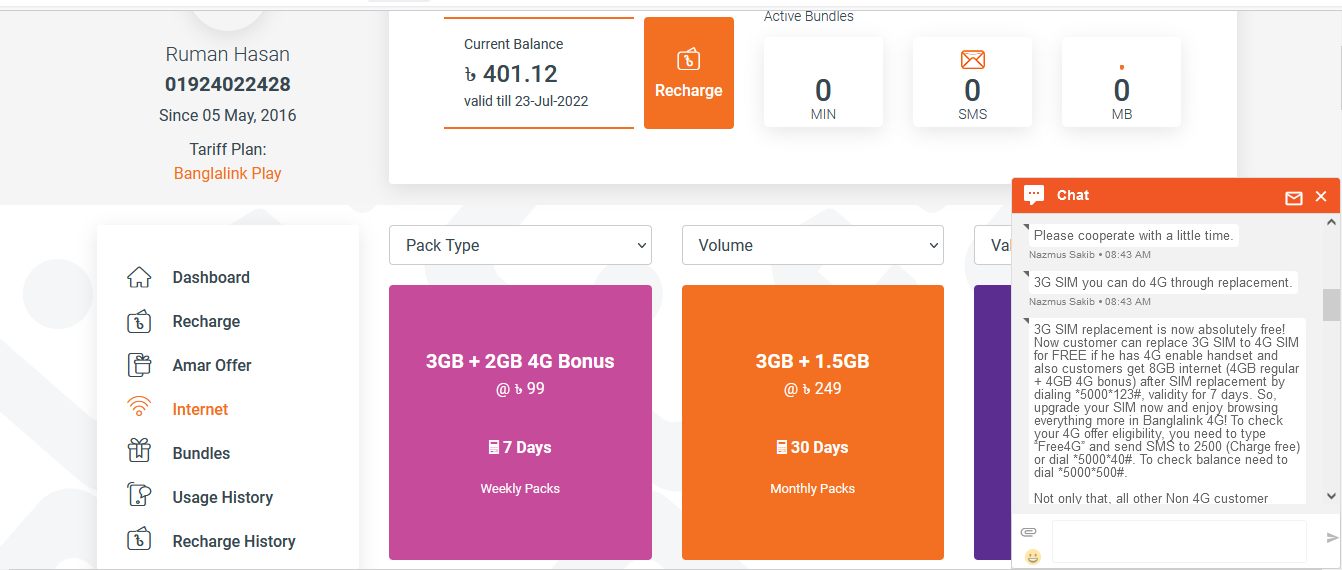 Ruman Hasan
01924022428
Since 05 May, 2016
Tariff Plan:
Banglalink Play
Current Balance
৳ 401.12
valid till 23-Jul-2022
৳
Recharge
Active Bundles
0
MIN
0
SMS
0
MB
Dashboard
Recharge
Amar Offer
Internet
Bundles
Usage History
Recharge History
Pack Type
Volume
Val
3GB + 2GB 4G Bonus
@ ৳ 99
7 Days
Weekly Packs
3GB + 1.5GB
@ ৳ 249
30 Days
Monthly Packs
Chat
Please cooperate with a little time.
Nazmus Sakib • 08:43 AM
3G SIM you can do 4G through replacement.
Nazmus Sakib • 08:43 AM
3G SIM replacement is now absolutely free!
Now customer can replace 3G SIM to 4G SIM
for FREE if he has 4G enable handset and
also customers get 8GB internet (4GB regular
+ 4GB 4G bonus) after SIM replacement by
dialing *5000*123#, validity for 7 days. So,
upgrade your SIM now and enjoy browsing
everything more in Banglalink 4G! To check
your 4G offer eligibility, you need to type
"Free4G" and send SMS to 2500 (Charge free)
or dial *5000*40#. To check balance need to
dial *5000*500#.
Not only that, all other Non 4G customer